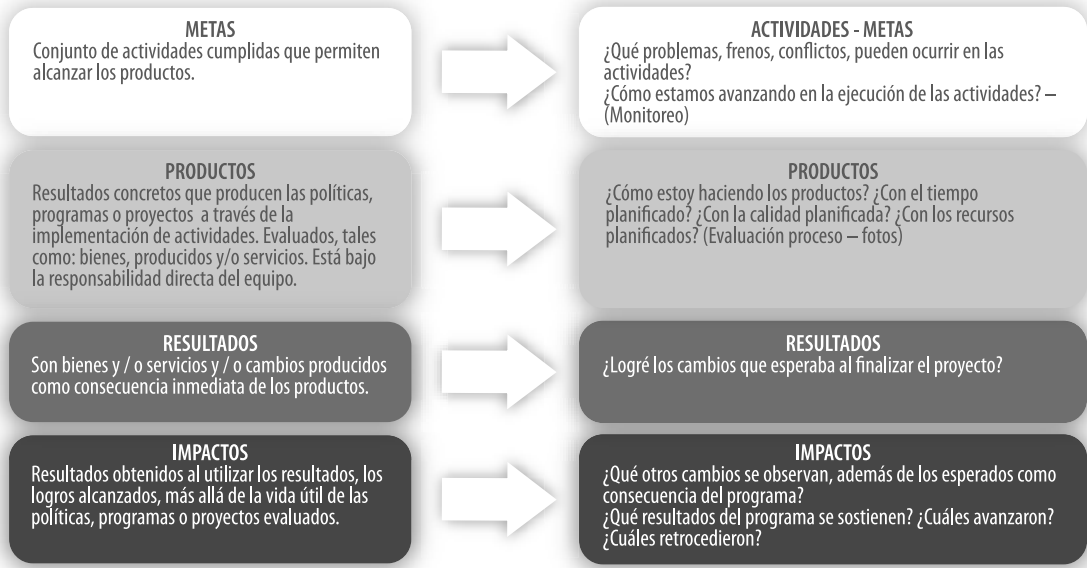 METAS
Conjunto de actividades cumplidas que permiten
alcanzar los productos.
ACTIVIDADES - METAS
¿Qué problemas, frenos, conflictos, pueden ocurrir en las
actividades?
¿Cómo estamos avanzando en la ejecución de las actividades? –
(Monitoreo)
PRODUCTOS
Resultados concretos que producen las políticas,
programas o proyectos a través de la
implementación de actividades. Evaluados, tales
como: bienes, producidos y/o servicios. Está bajo
la responsabilidad directa del equipo.
PRODUCTOS
¿Cómo estoy haciendo los productos? ¿Con el tiempo
planificado? ¿Con la calidad planificada? ¿Con los recursos
planificados? (Evaluación proceso – fotos)
RESULTADOS
Son bienes y / o servicios y / o cambios producidos
como consecuencia inmediata de los productos.
RESULTADOS
¿Logré los cambios que esperaba al finalizar el proyecto?
IMPACTOS
Resultados obtenidos al utilizar los resultados, los
logros alcanzados, más allá de la vida útil de las
políticas, programas o proyectos evaluados.
IMPACTOS
¿Qué otros cambios se observan, además de los esperados como
consecuencia del programa?
¿Qué resultados del programa se sostienen? ¿Cuáles avanzaron?
¿Cuáles retrocedieron?